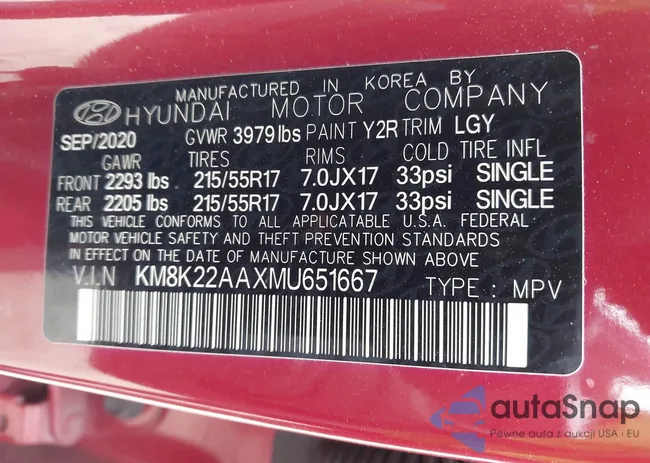 MANUFACTURED IN KOREA BY
HYUNDAI MOTOR COMPANY
SEP/2020 GVWR 3979 lbs PAINT Y2R TRIM LGY
GAWR TIRES RIMS COLD TIRE INFL
FRONT 2293 lbs 215/55R17 7.0JX17 33psi SINGLE
REAR 2205 lbs 215/55R17 7.0JX17 33psi SINGLE
THIS VEHICLE CONFORMS TO ALL APPLICATABLE U.S.A. FEDERAL
MOTOR VEHICLE SAFETY AND THEFT PREVENTION STANDARDS
IN EFFECT ON THE DATE OF MANUFACTURE SHOWN ABOVE
V.I.N KM8K22AAXMU651667 TYPE : MPV
autaSnap
Pewne auta z aukcji USA i EU